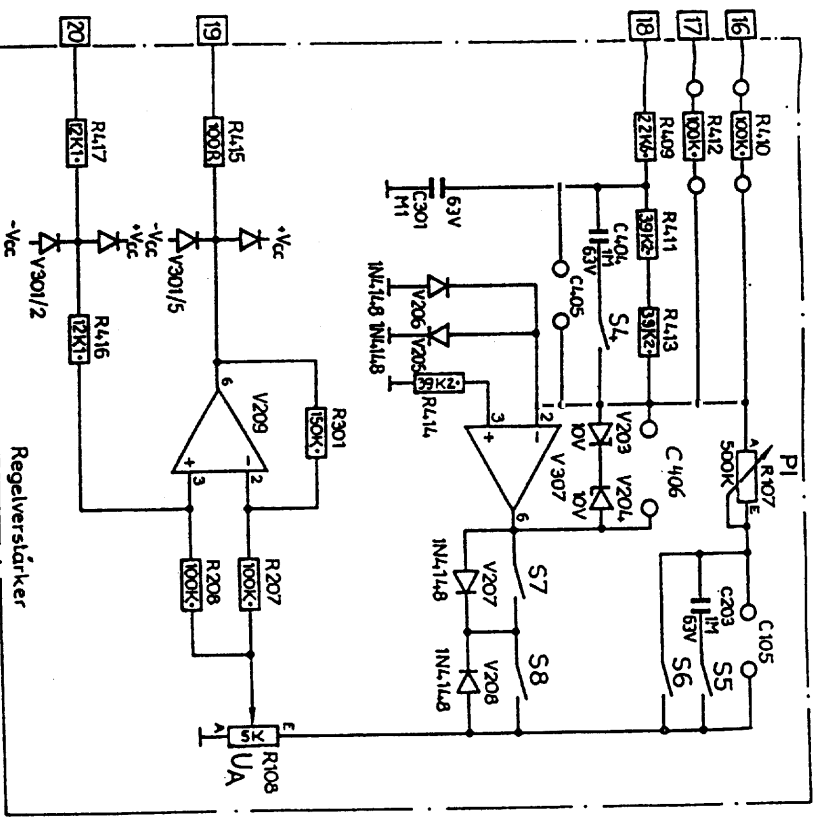 20
19
18
17
16
R417
12K1·
R415
100R
R409
22K6·
R412
100K·
R410
100K·
63V
C301
M1
C404
1M
63V
R411
39K2·
-Vcc
+Vcc
V301/2
-Vcc
+Vcc
V301/5
1N4148
V206
1N4148
V205
C405
S4
R413
39K2·
R416
12K1·
R301
150K·
6
V209
+
-
3
2
39K2·
R414
3
2
1
+
-
V307
6
V203
10V
V204
10V
C406
PI
A
R107
500K
E
Regelverstärker
R208
100K·
R207
100K·
1N4148
V207
S7
1N4148
V208
S8
C203
1M
63V
C105
S6
S5
A
E
5K
R108
UA